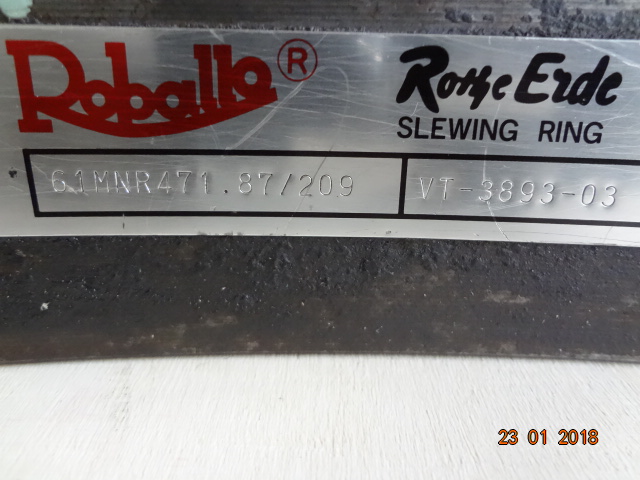 Roballo® Rothe Erde
SLEWING RING
61MNR471.87/209 VT-3893-03
23 01 2018